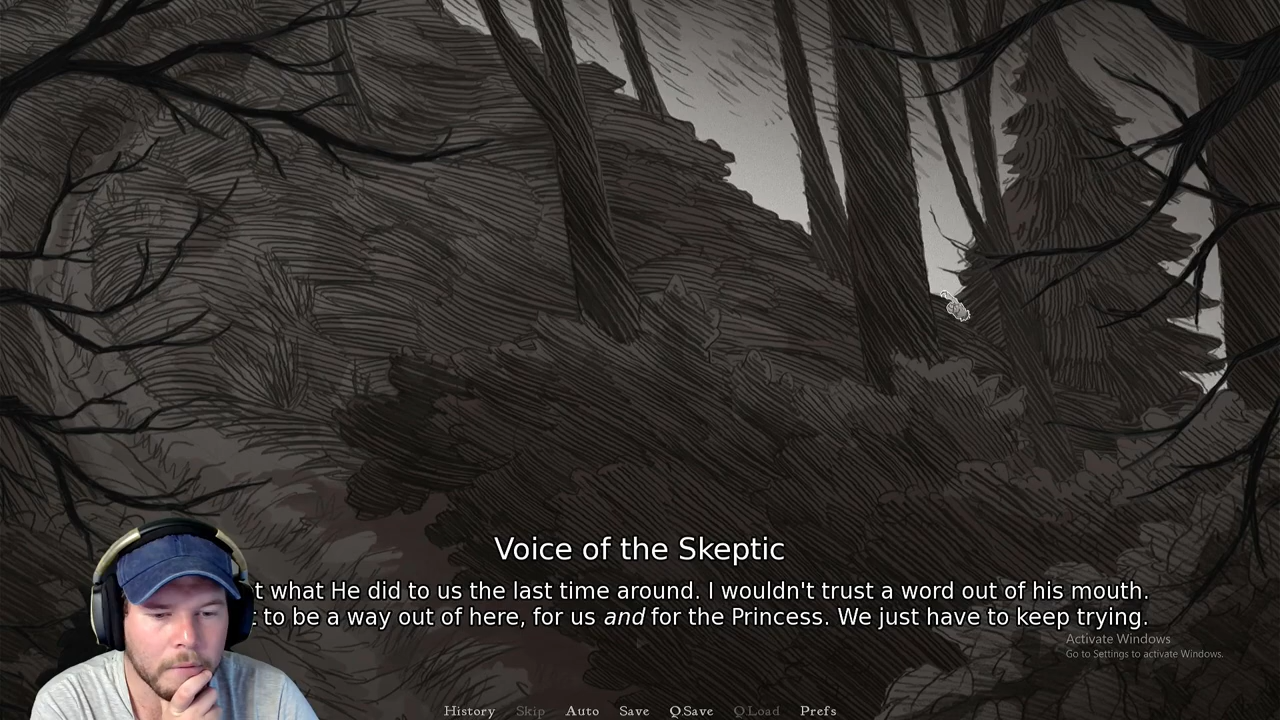 Voice of the Skeptic
what He did to us the last time around. I wouldn't trust a word out of his mouth.
to be a way out of here, for us and for the Princess. We just have to keep trying.
Activate Windows
Go to Settings to activate Windows.
History Skip Auto Save Q.Save Q.Load Prefs